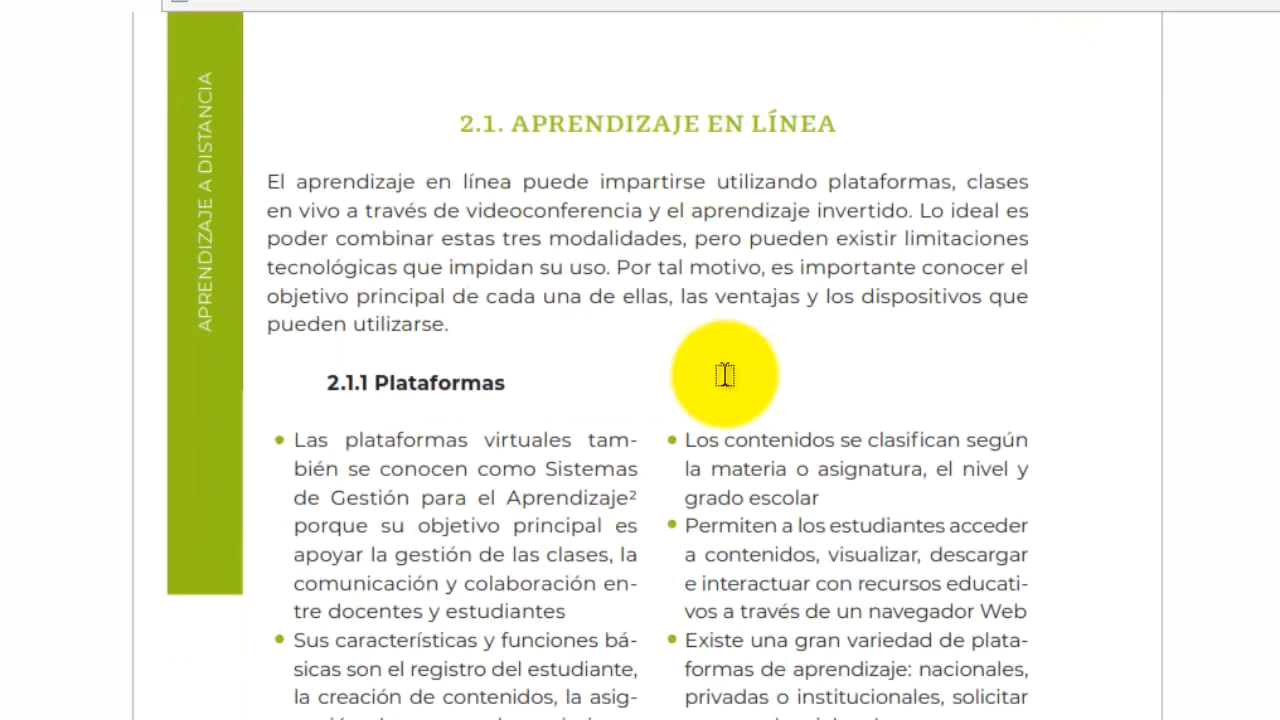 APRENDIZAJE A DISTANCIA
2.1. APRENDIZAJE EN LÍNEA
El aprendizaje en línea puede impartirse utilizando plataformas, clases
en vivo a través de videoconferencia y el aprendizaje invertido. Lo ideal es
poder combinar estas tres modalidades, pero pueden existir limitaciones
tecnológicas que impidan su uso. Por tal motivo, es importante conocer el
objetivo principal de cada una de ellas, las ventajas y los dispositivos que
pueden utilizarse.
2.1.1 Plataformas
Las plataformas virtuales tam-
bién se conocen como Sistemas
de Gestión para el Aprendizaje²
porque su objetivo principal es
apoyar la gestión de las clases, la
comunicación y colaboración en-
tre docentes y estudiantes
Sus características y funciones bá-
sicas son el registro del estudiante,
la creación de contenidos, la asig-
Los contenidos se clasifican según
la materia o asignatura, el nivel y
grado escolar
Permiten a los estudiantes acceder
a contenidos, visualizar, descargar
e interactuar con recursos educati-
vos a través de un navegador Web
Existe una gran variedad de plata-
formas de aprendizaje: nacionales,
privadas o institucionales, solicitar